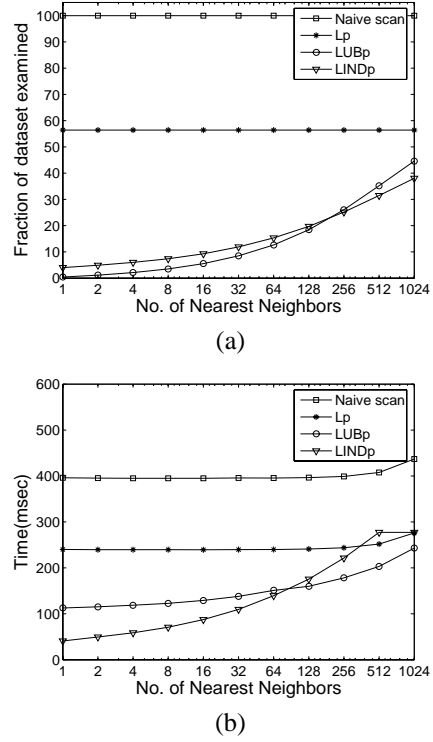 100
90
80
70
60
50
40
30
20
10
0
Fraction of dataset examined
Naive scan
Lp
LUBp
LINDp
1 2 4 8 16 32 64 128 256 512 1024
No. of Nearest Neighbors
(a)
600
500
400
300
200
100
0
Time(msec)
Naive scan
Lp
LUBp
LINDp
1 2 4 8 16 32 64 128 256 512 1024
No. of Nearest Neighbors
(b)